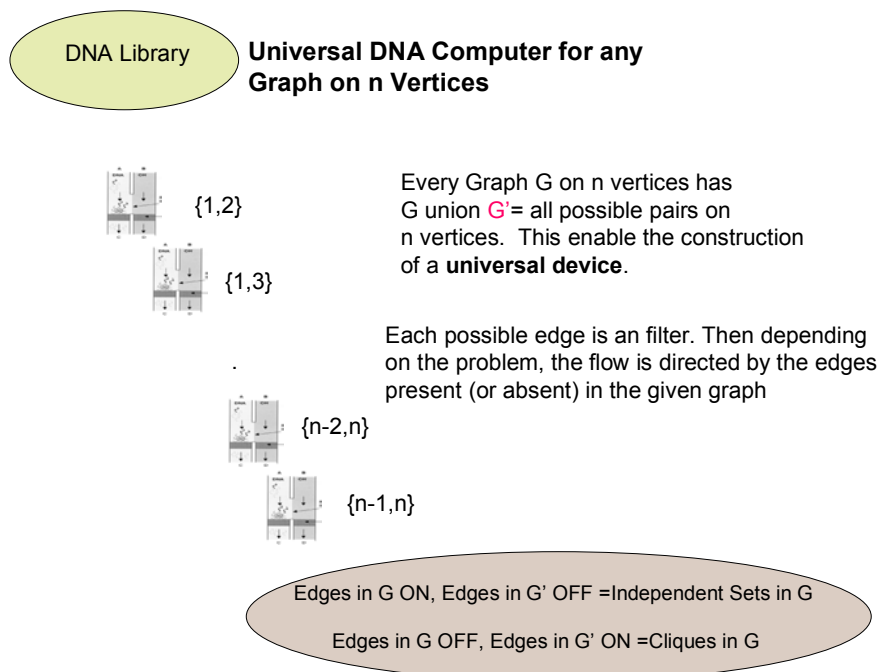 DNA Library
Universal DNA Computer for any
Graph on n Vertices
A B
DNA
{1,2}
Every Graph G on n vertices has
G union G’= all possible pairs on
n vertices. This enable the construction
of a universal device.
A B
DNA
{1,3}
Each possible edge is an filter. Then depending
on the problem, the flow is directed by the edges
present (or absent) in the given graph
.
{n-2,n}
{n-1,n}
Edges in G ON, Edges in G’ OFF =Independent Sets in G
Edges in G OFF, Edges in G’ ON =Cliques in G